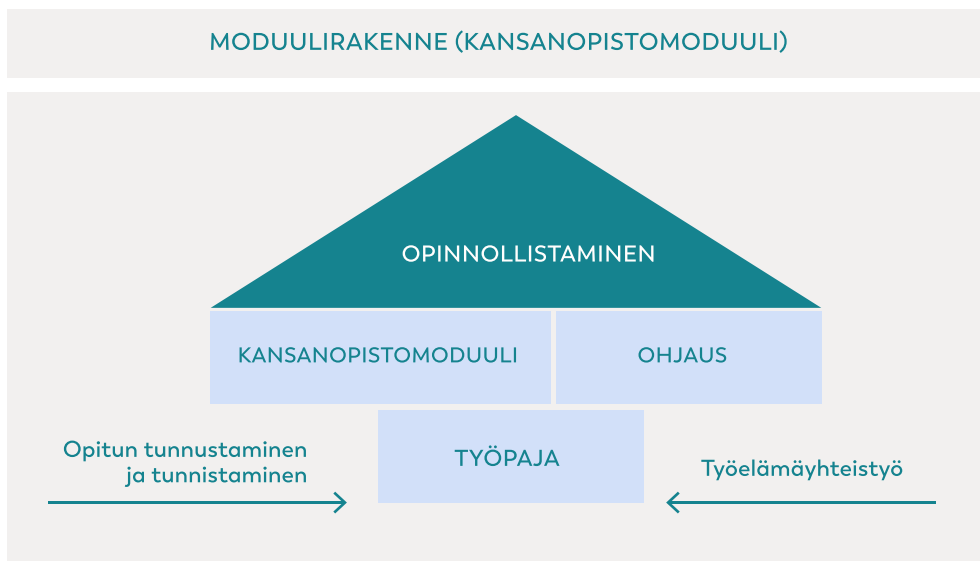 MODUULIRAKENNE (KANSANOPISTOMODUULI)
OPINNOLLISTAMINEN
KANSANOPISTOMODUULI
OHJAUS
Opitun tunnustaminen
ja tunnistaminen
TYÖPAJA
Työelämäyhteistyö